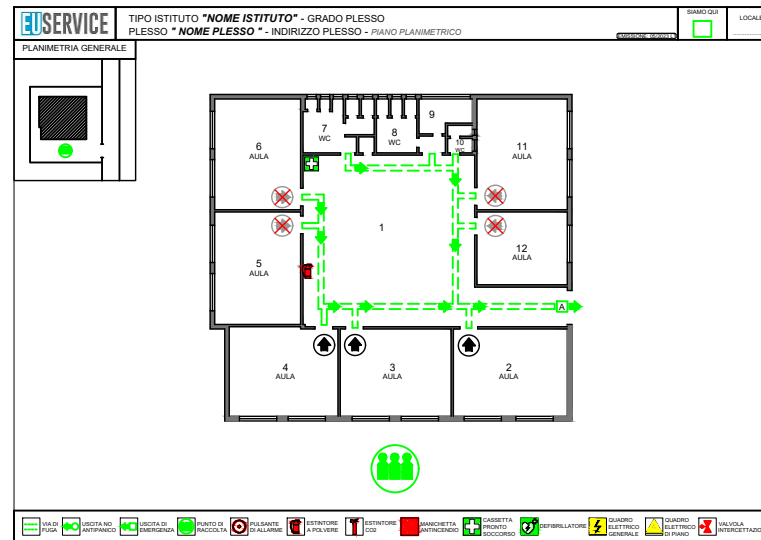 EUSERVICE
TIPO ISTITUTO "NOME ISTITUTO" - GRADO PLESSO
PLESSO " NOME PLESSO " - INDIRIZZO PLESSO - PIANO PLANIMETRICO
SIAMO QUI
LOCALE
PLANIMETRIA GENERALE
7
WC
8
WC
9
10
WC
6
AULA
11
AULA
1
12
AULA
5
AULA
A
4
AULA
3
AULA
2
AULA
VIA DI
FUGA
USCITA NO
ANTIPANICO
USCITA DI
EMERGENZA
PUNTO DI
RACCOLTA
PULSANTE
DI ALLARME
ESTINTORE
A POLVERE
ESTINTORE
CO2
MANICHETTA
ANTINCENDIO
CASSETTA
PRONTO
SOCCORSO
DEFIBRILLATORE
QUADRO
ELETTRICO
GENERALE
QUADRO
ELETTRICO
DI PIANO
VALVOLA
INTERCETTAZIO